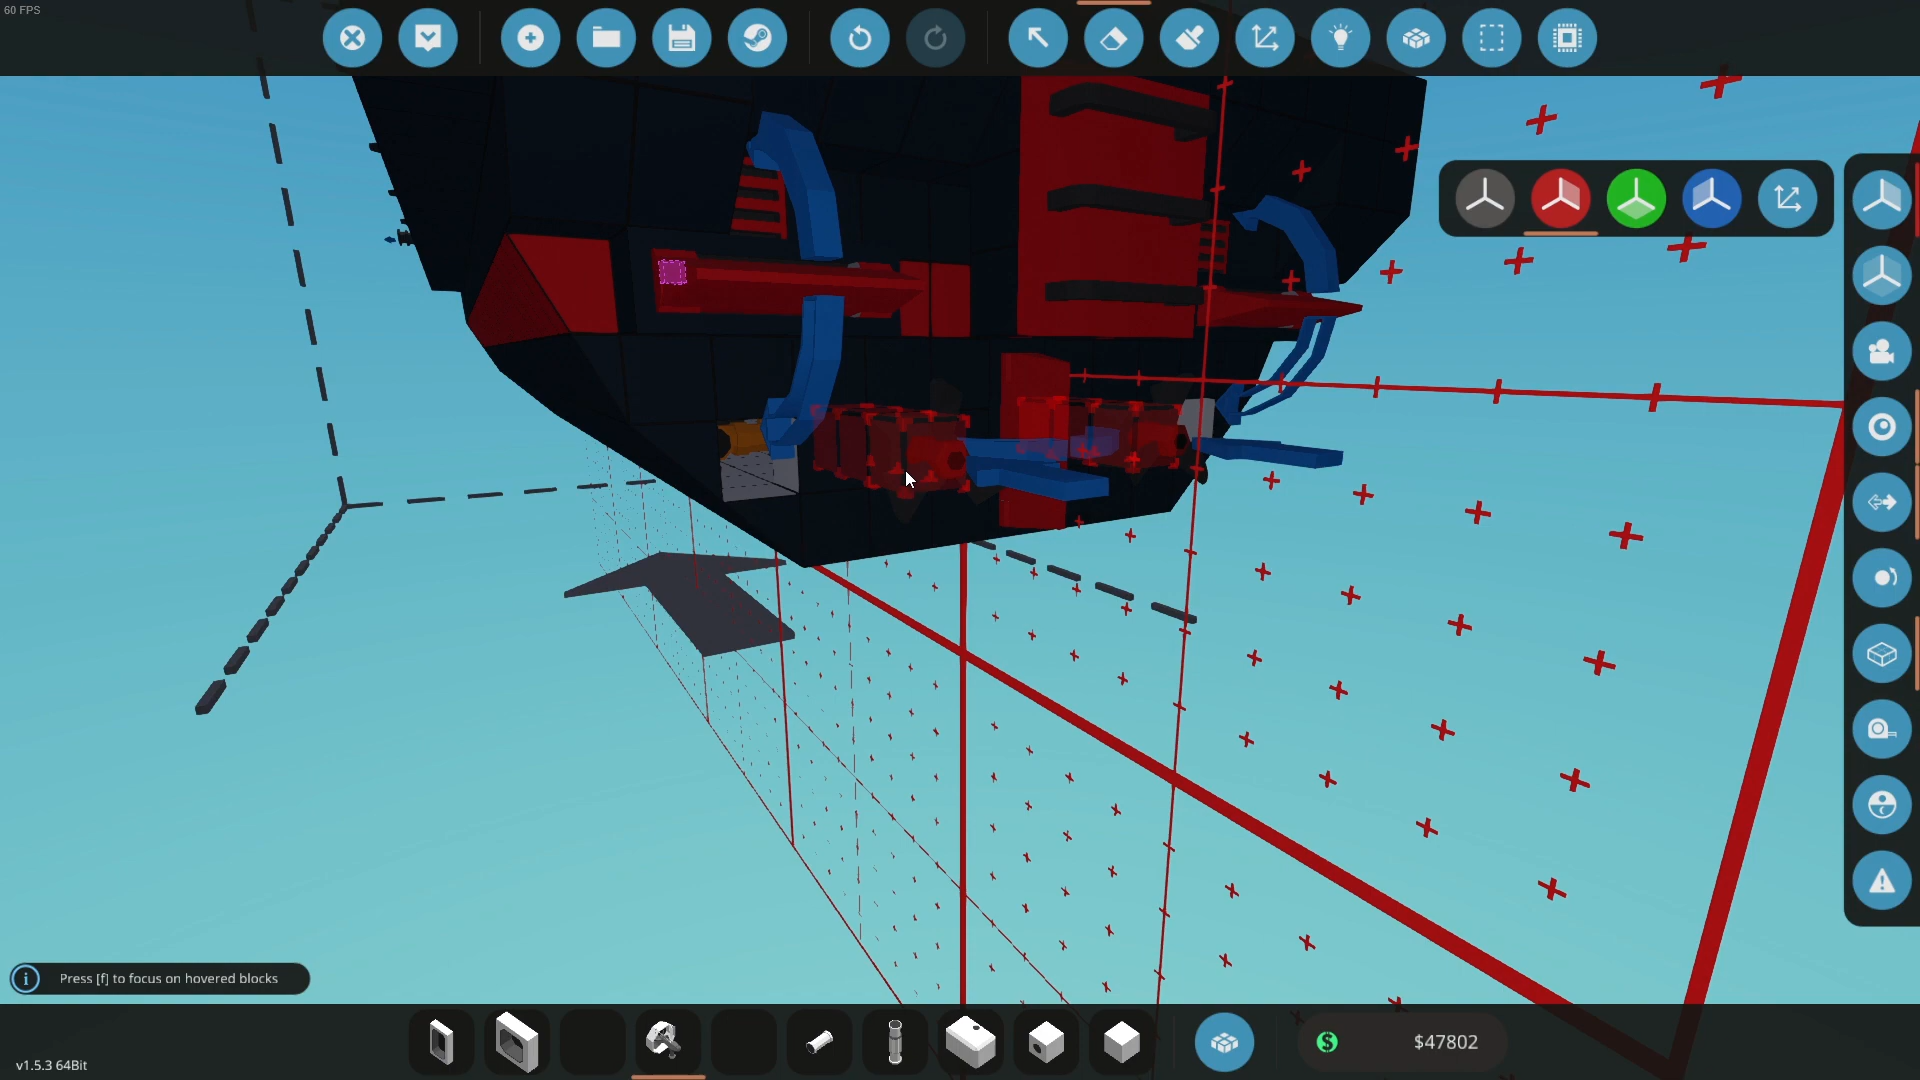 60 FPS
Press [f] to focus on hovered blocks
$
$47802
v1.5.3 64Bit